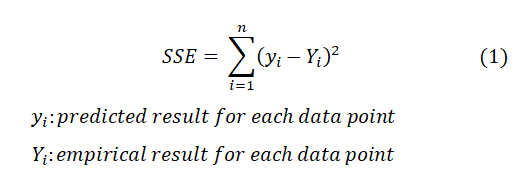 SSE = \sum_{i=1}^{n} (y_i - Y_i)^2 (1)
y_i: predicted result for each data point
Y_i: empirical result for each data point